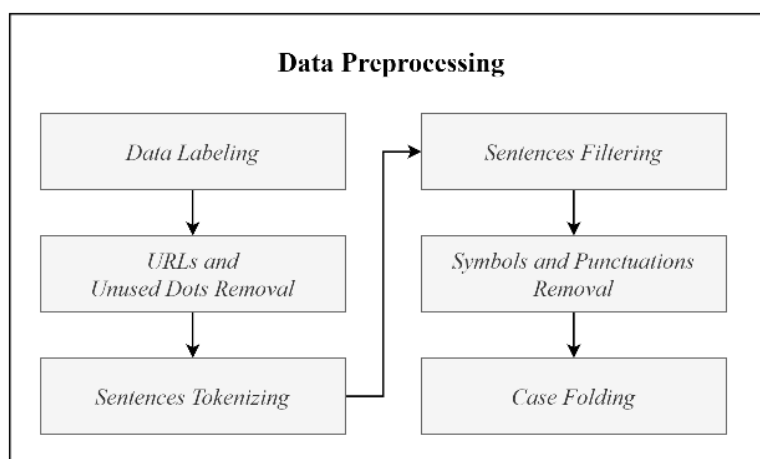 Data Preprocessing
Data Labeling
URLs and
Unused Dots Removal
Sentences Tokenizing
Sentences Filtering
Symbols and Punctuations
Removal
Case Folding